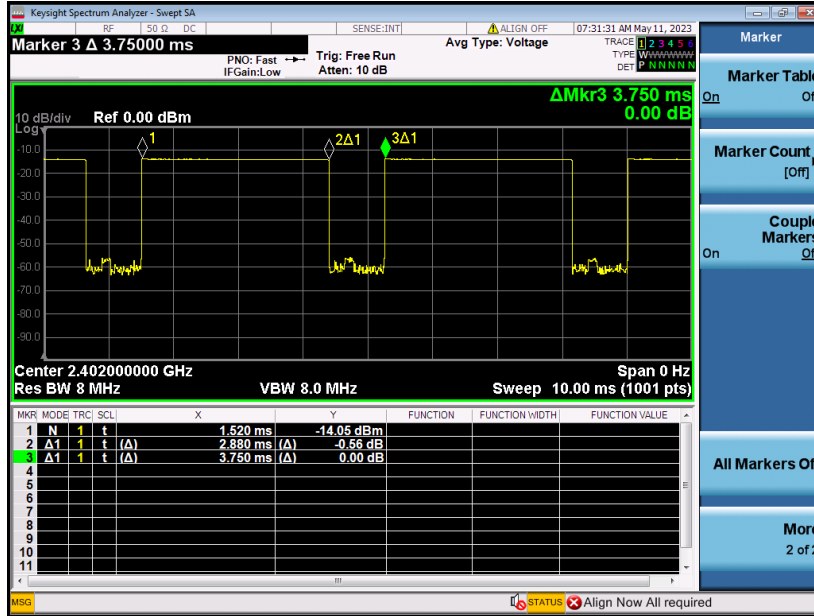 Keysight Spectrum Analyzer - Swept SA
LXI RF 50 Ω DC SENSE:INT ALIGN OFF 07:31:31 AM May 11, 2023
Marker 3 Δ 3.75000 ms
PNO: Fast
IFGain:Low
Trig: Free Run
Atten: 10 dB
Avg Type: Voltage
TRACE 1 2 3 4 5 6
TYPE WWWWWW
DET P N N N N N
ΔMkr3 3.750 ms
0.00 dB
10 dB/div Ref 0.00 dBm
Log
1 2Δ1 3Δ1
-10.0
-20.0
-30.0
-40.0
-50.0
-60.0
-70.0
-80.0
-90.0
Center 2.402000000 GHz Span 0 Hz
Res BW 8 MHz VBW 8.0 MHz Sweep 10.00 ms (1001 pts)
MKR MODE TRC SCL X Y FUNCTION FUNCTION WIDTH FUNCTION VALUE
1 N 1 t 1.520 ms -14.05 dBm
2 Δ1 1 t (Δ) 2.880 ms (Δ) -0.56 dB
3 Δ1 1 t (Δ) 3.750 ms (Δ) 0.00 dB
4
5
6
7
8
9
10
11
MSG STATUS Align Now All required
Marker
Marker Table
On Of
Marker Count
[Off]
Couple
Markers
On Of
All Markers Of
More
2 of 2